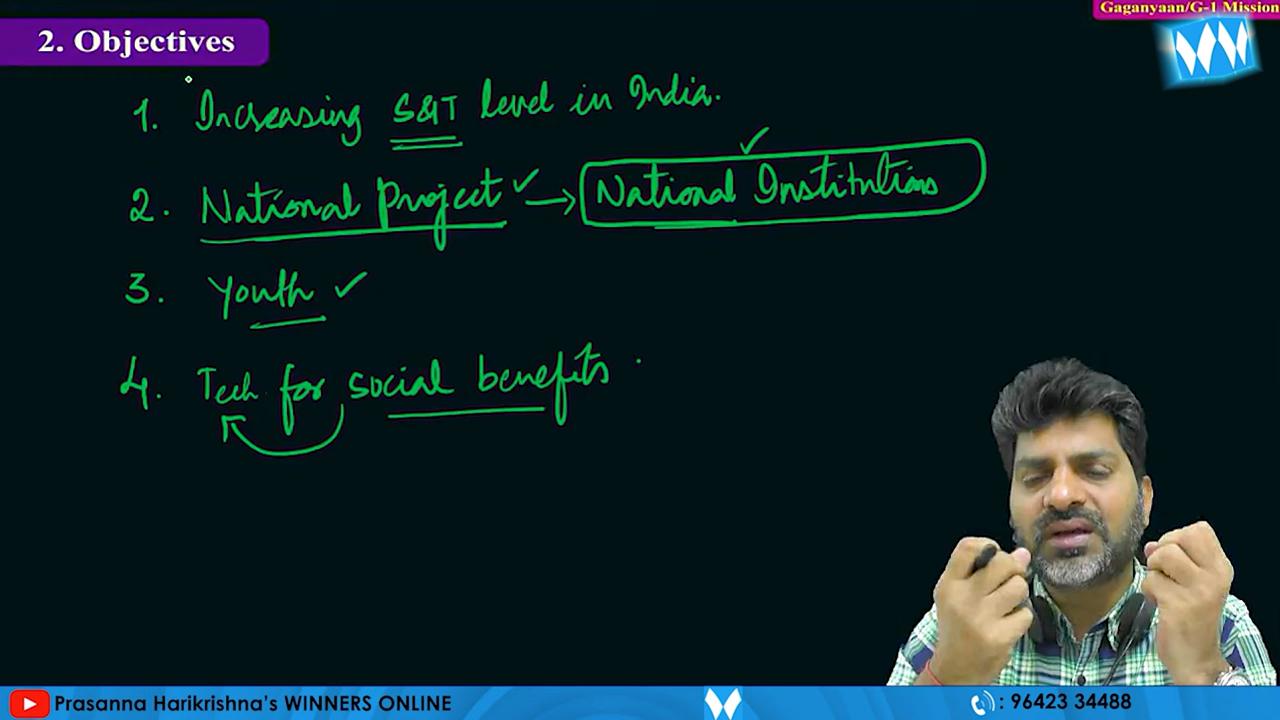 Gaganyaan/G-1 Mission
2. Objectives
1. Increasing S&T level in India.
2. National Project ✓ → National Institutions ✓
3. Youth ✓
4. Tech for social benefits
Prasanna Harikrishna's WINNERS ONLINE
: 96423 34488